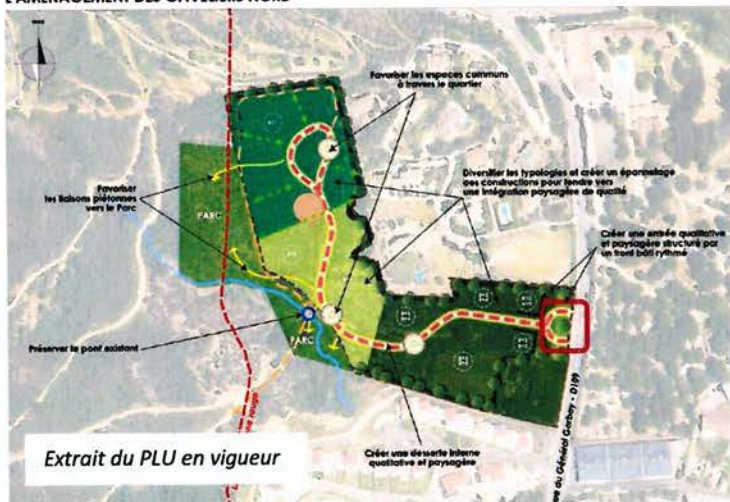 L'AMÉNAGEMENT DES
NORD
Favoriser les espaces communs
à travers le quartier
Favoriser
les liaisons piétonnes
vers le Parc
Diversifier les typologies et créer un épannelage
des constructions pour tendre vers
une intégration paysagère de qualité
Créer une entrée qualitative
et paysagère structuré par
un front bâti rythmé
PARC
Préserver le pont existant
PARC
rouge
Créer une desserte interne
qualitative et paysagère
du Général Garbay - D109
Extrait du PLU en vigueur